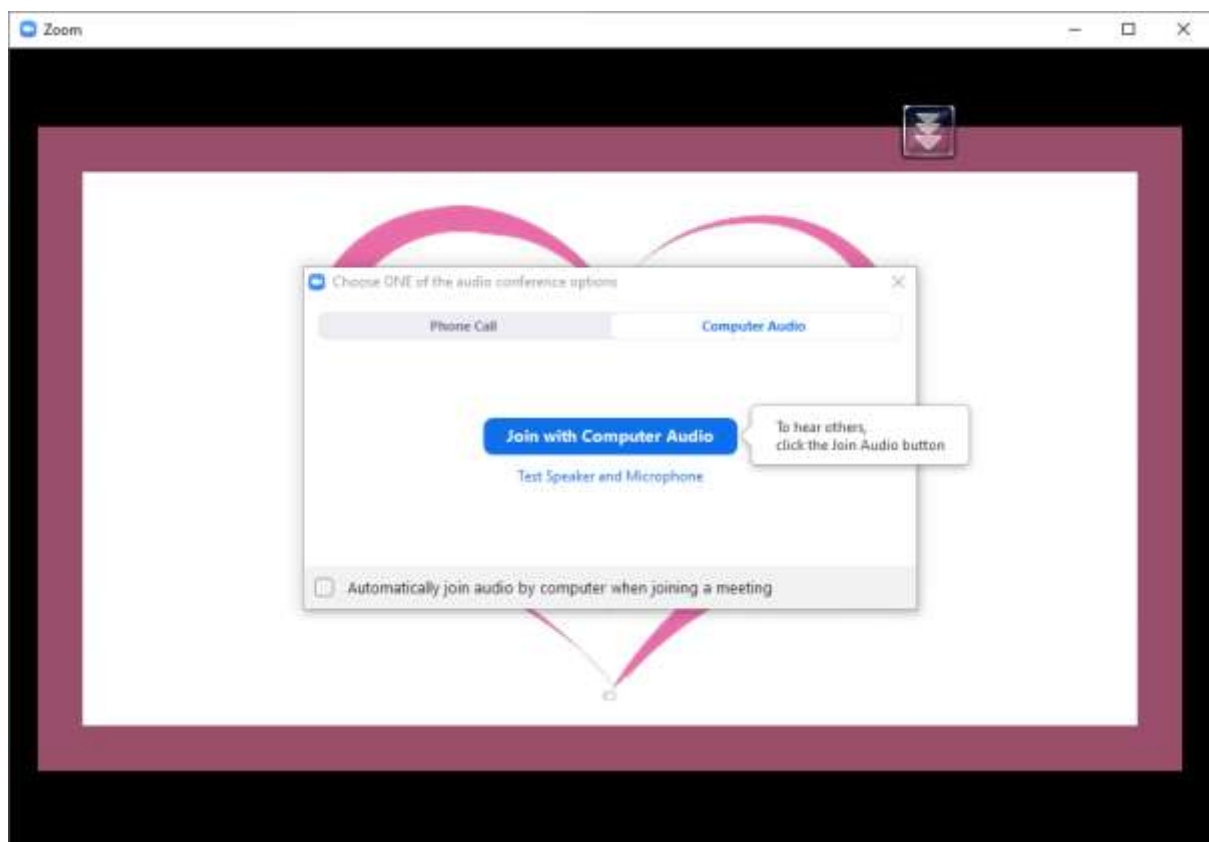 Zoom
Choose ONE of the audio conference options
Phone Call
Computer Audio
Join with Computer Audio
To hear others,
click the Join Audio button
Test Speaker and Microphone
Automatically join audio by computer when joining a meeting